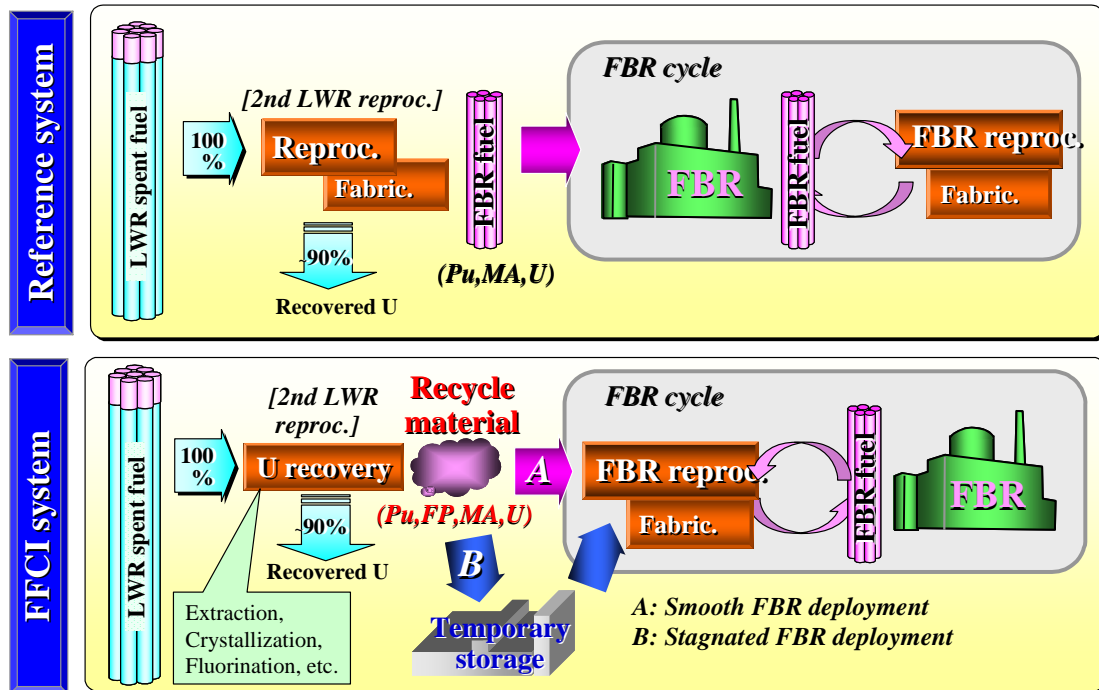 Reference system
LWR spent fuel
100
%
[2nd LWR reproc.]
Reproc.
Fabric.
~90%
Recovered U
FBR fuel
(Pu,MA,U)
FBR cycle
FBR
FBR fuel
FBR reproc.
Fabric.
FFCI system
LWR spent fuel
100
%
[2nd LWR
reproc.]
U recovery
~90%
Recovered U
Extraction,
Crystallization,
Fluorination, etc.
Recycle
material
(Pu,FP,MA,U)
A
B
Temporary
storage
FBR cycle
FBR reproc.
Fabric.
FBR fuel
FBR
A: Smooth FBR deployment
B: Stagnated FBR deployment